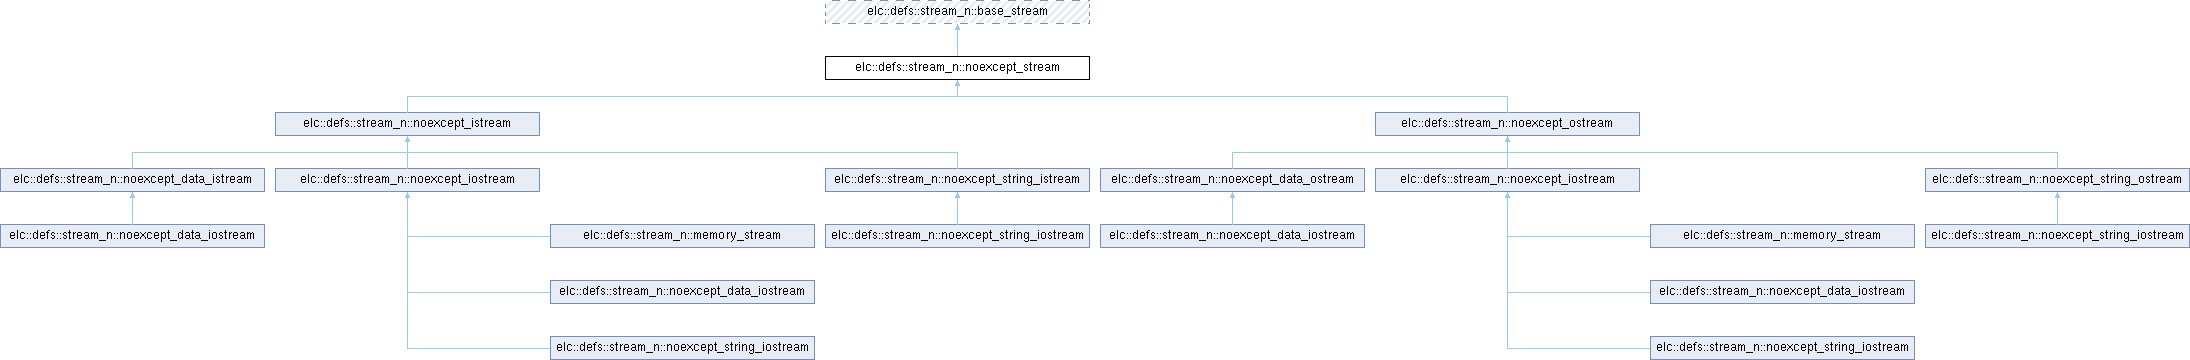 elc::defs::stream_n::base_stream
elc::defs::stream_n::noexcept_stream
elc::defs::stream_n::noexcept_istream
elc::defs::stream_n::noexcept_ostream
elc::defs::stream_n::noexcept_data_istream
elc::defs::stream_n::noexcept_iostream
elc::defs::stream_n::noexcept_string_istream
elc::defs::stream_n::noexcept_data_ostream
elc::defs::stream_n::noexcept_iostream
elc::defs::stream_n::noexcept_string_ostream
elc::defs::stream_n::noexcept_data_iostream
elc::defs::stream_n::memory_stream
elc::defs::stream_n::noexcept_string_iostream
elc::defs::stream_n::noexcept_data_iostream
elc::defs::stream_n::memory_stream
elc::defs::stream_n::noexcept_string_iostream
elc::defs::stream_n::noexcept_data_iostream
elc::defs::stream_n::noexcept_data_iostream
elc::defs::stream_n::noexcept_string_iostream
elc::defs::stream_n::noexcept_string_iostream